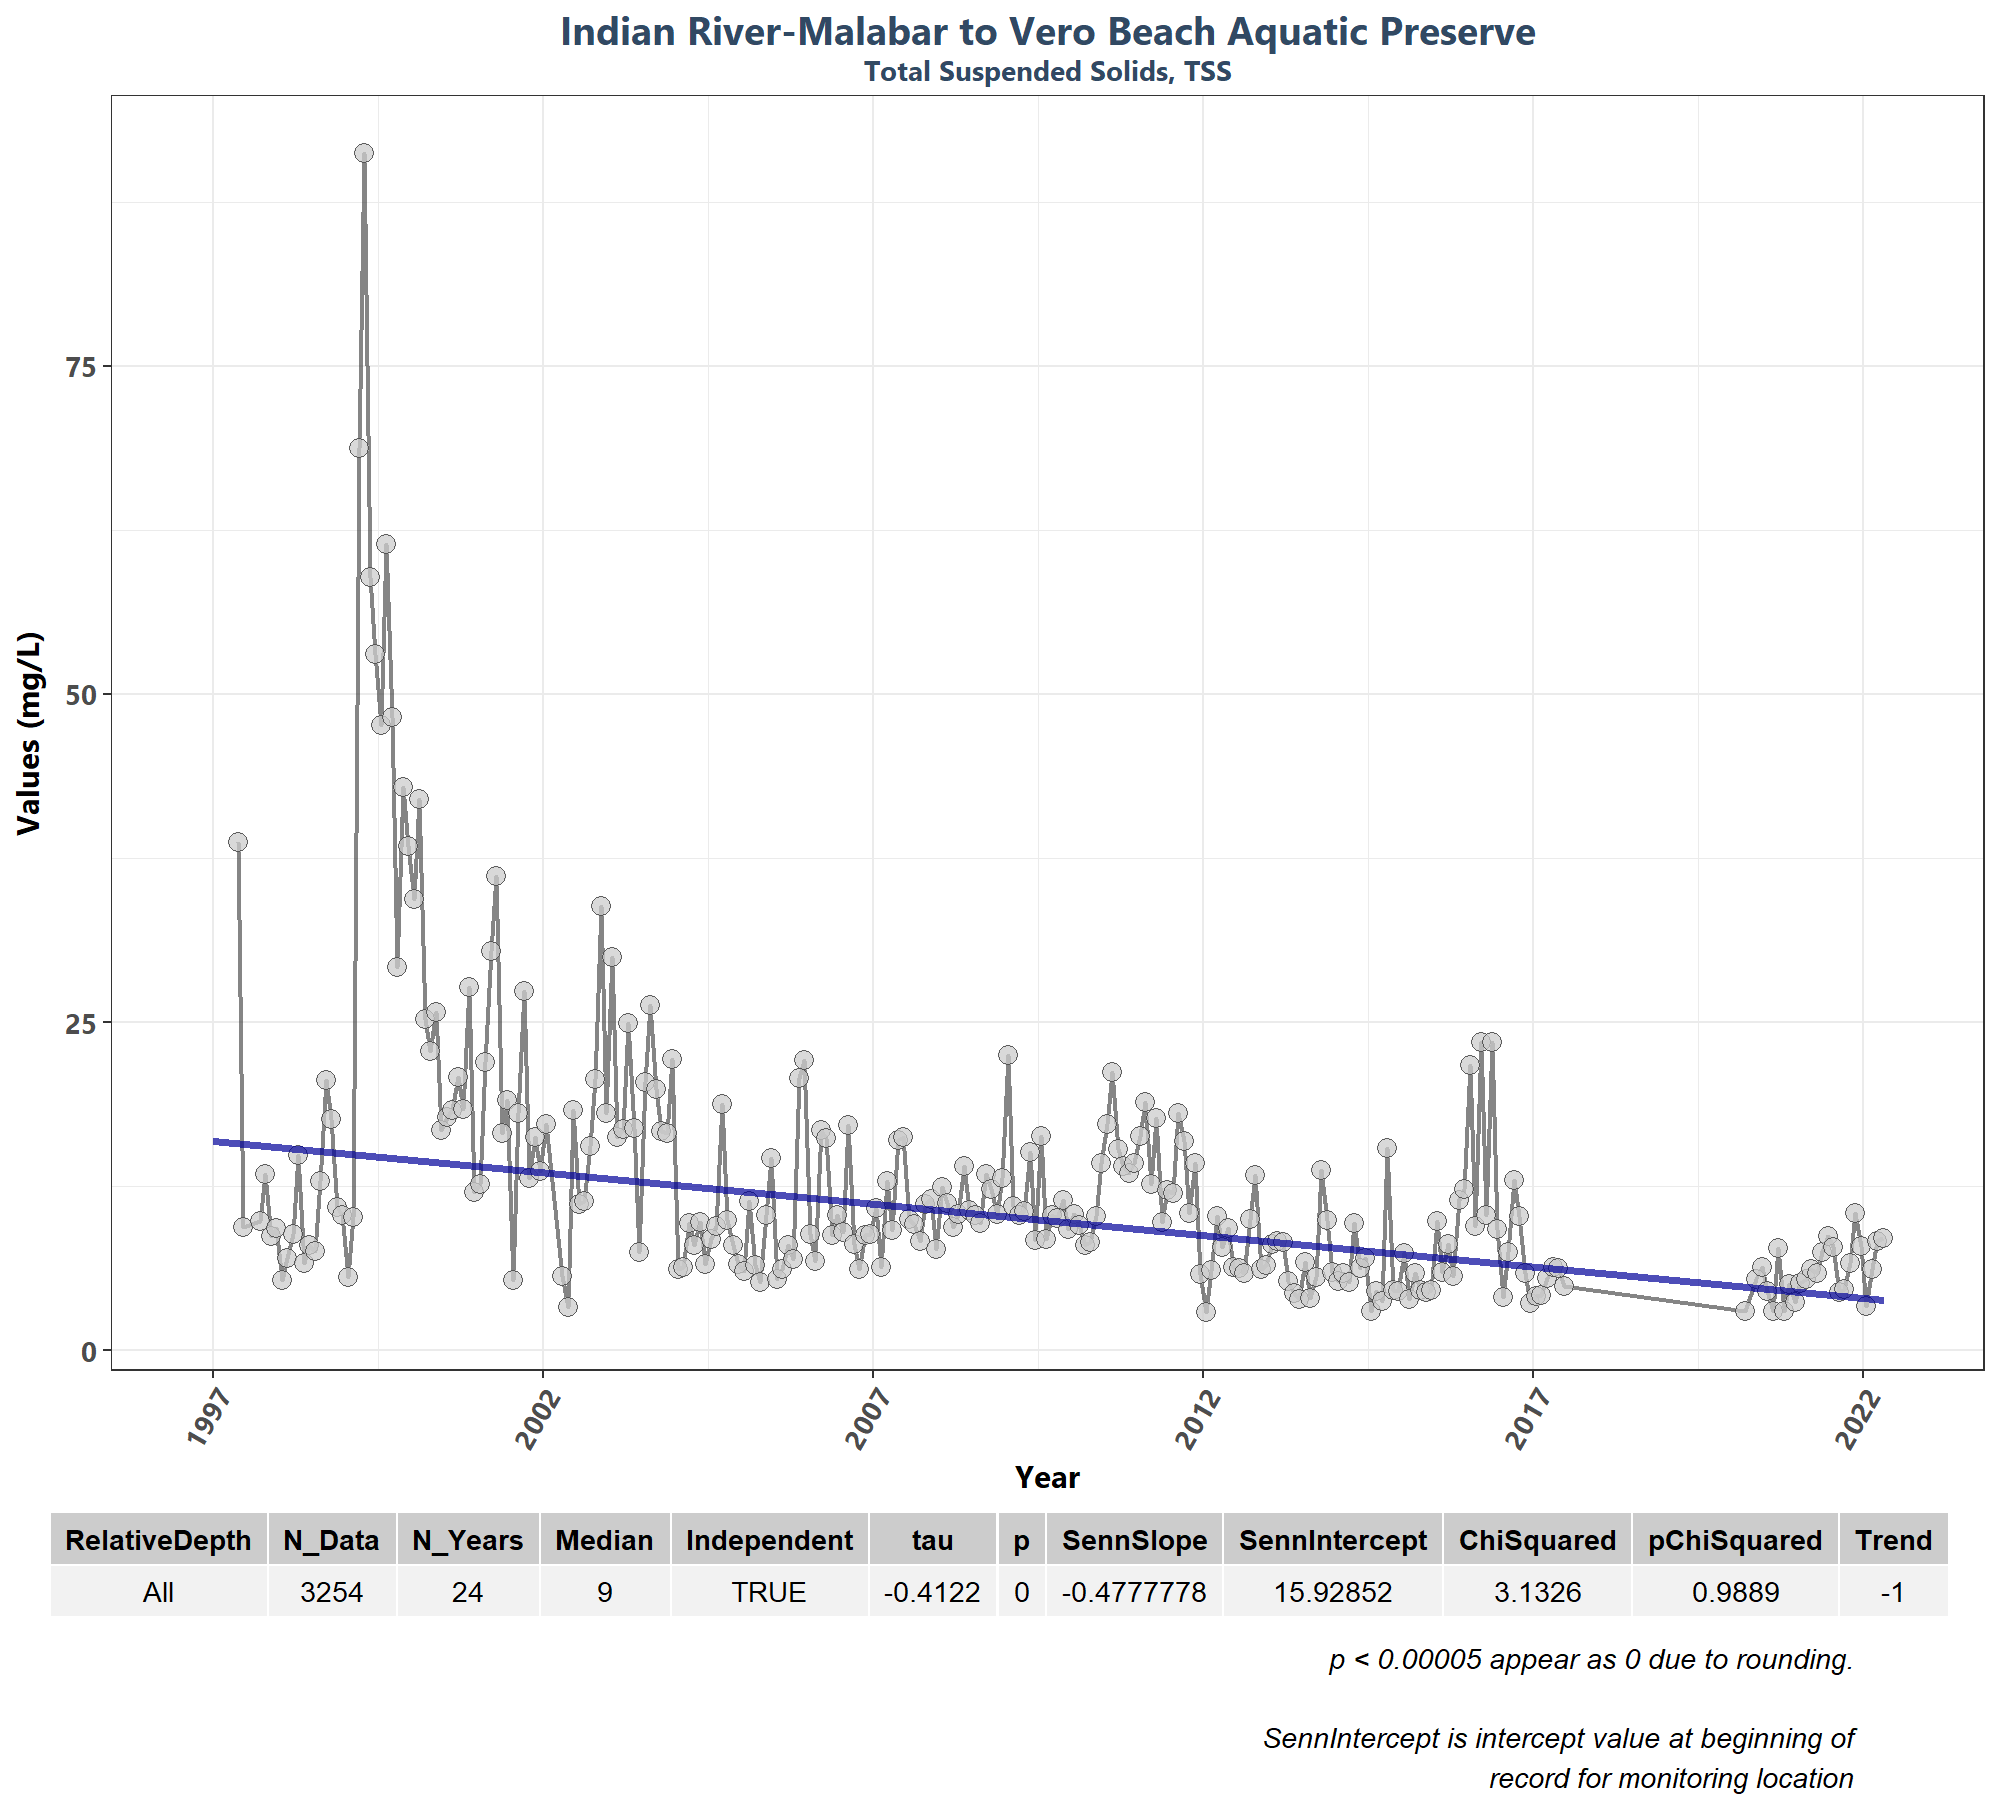 Indian River-Malabar to Vero Beach Aquatic Preserve
Total Suspended Solids, TSS
Values (mg/L)
75
50
25
0
1997
2002
2007
2012
2017
2022
Year
RelativeDepth N_Data N_Years Median Independent tau p SennSlope SennIntercept ChiSquared pChiSquared Trend
All 3254 24 9 TRUE -0.4122 0 -0.4777778 15.92852 3.1326 0.9889 -1
p < 0.00005 appear as 0 due to rounding.
SennIntercept is intercept value at beginning of
record for monitoring location